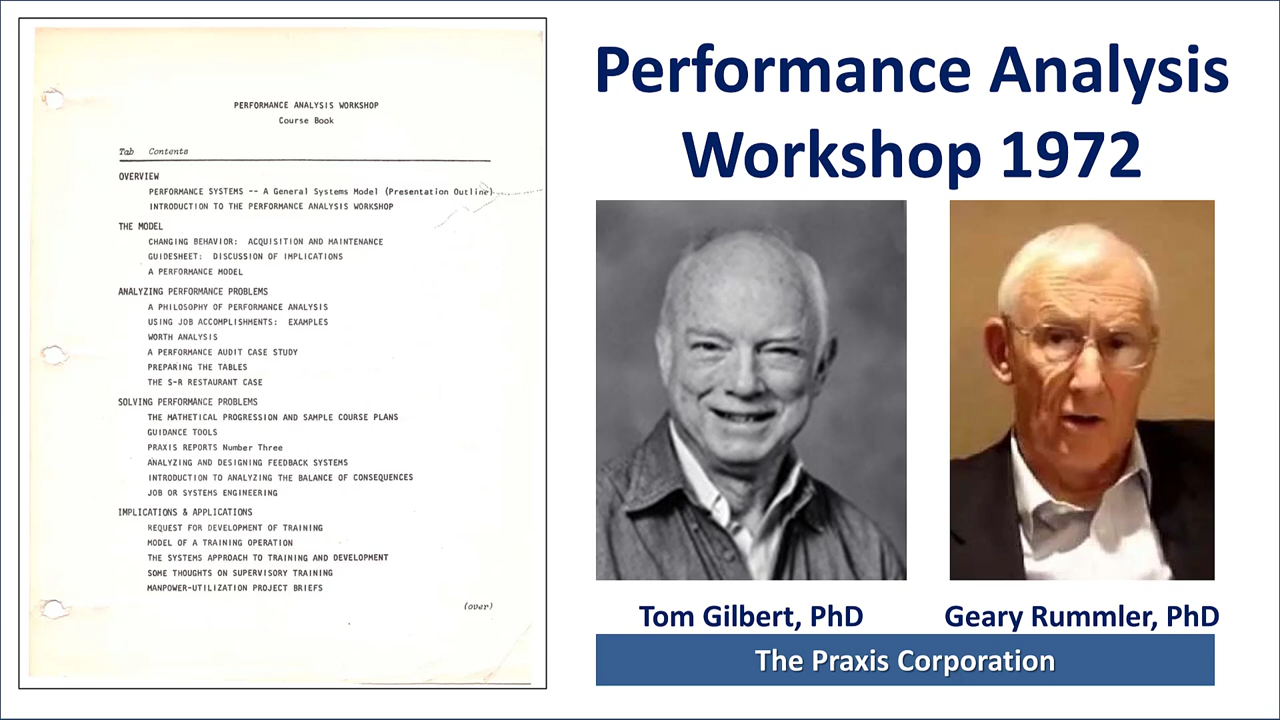 PERFORMANCE ANALYSIS WORKSHOP
Course Book
Tab Contents
OVERVIEW
PERFORMANCE SYSTEMS -- A General Systems Model (Presentation Outline)
INTRODUCTION TO THE PERFORMANCE ANALYSIS WORKSHOP
THE MODEL
CHANGING BEHAVIOR: ACQUISITION AND MAINTENANCE
GUIDESHEET: DISCUSSION OF IMPLICATIONS
A PERFORMANCE MODEL
ANALYZING PERFORMANCE PROBLEMS
A PHILOSOPHY OF PERFORMANCE ANALYSIS
USING JOB ACCOMPLISHMENTS: EXAMPLES
WORTH ANALYSIS
A PERFORMANCE AUDIT CASE STUDY
PREPARING THE TABLES
THE S-R RESTAURANT CASE
SOLVING PERFORMANCE PROBLEMS
THE MATHETICAL PROGRESSION AND SAMPLE COURSE PLANS
GUIDANCE TOOLS
PRAXIS REPORTS Number Three
ANALYZING AND DESIGNING FEEDBACK SYSTEMS
INTRODUCTION TO ANALYZING THE BALANCE OF CONSEQUENCES
JOB OR SYSTEMS ENGINEERING
IMPLICATIONS & APPLICATIONS
REQUEST FOR DEVELOPMENT OF TRAINING
MODEL OF A TRAINING OPERATION
THE SYSTEMS APPROACH TO TRAINING AND DEVELOPMENT
SOME THOUGHTS ON SUPERVISORY TRAINING
MANPOWER-UTILIZATION PROJECT BRIEFS
(over)
Performance Analysis
Workshop 1972
Tom Gilbert, PhD
Geary Rummler, PhD
The Praxis Corporation